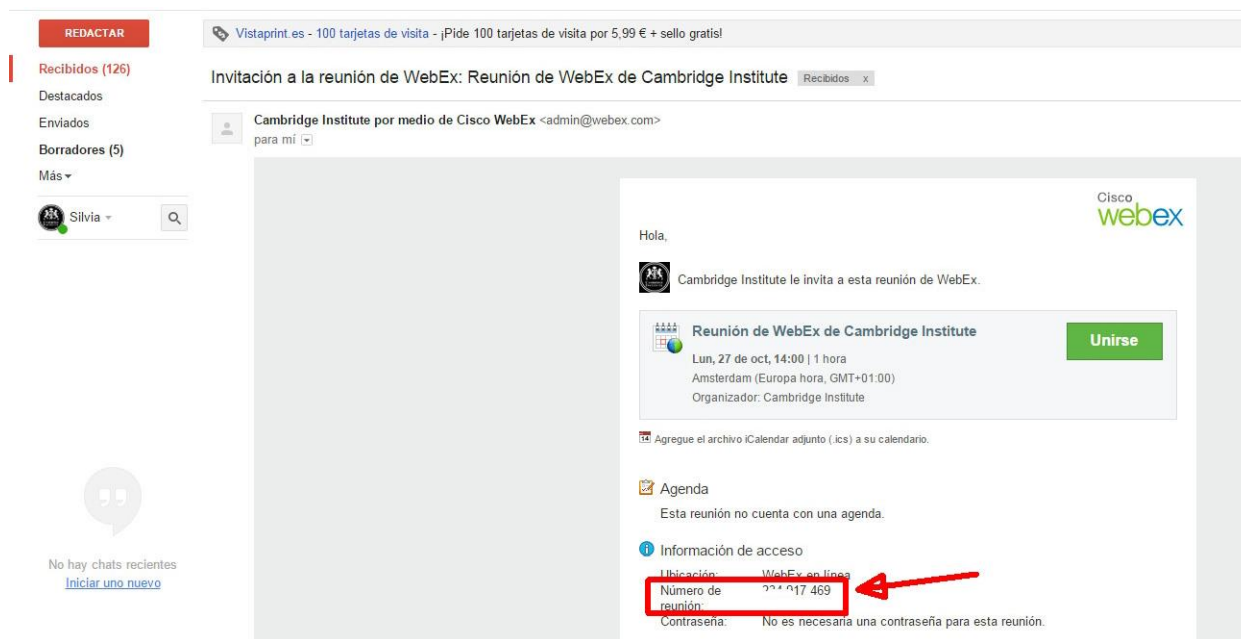 REDACTAR
Vistaprint.es - 100 tarjetas de visita - ¡Pide 100 tarjetas de visita por 5,99 € + sello gratis!
Recibidos (126)
Destacados
Enviados
Borradores (5)
Más
Silvia
Invitación a la reunión de WebEx: Reunión de WebEx de Cambridge Institute Recibidos x
Cambridge Institute por medio de Cisco WebEx <admin@webex.com>
para mí
Cisco
webex
Hola,
Cambridge Institute le invita a esta reunión de WebEx.
Reunión de WebEx de Cambridge Institute
Unirse
Lun, 27 de oct, 14:00 | 1 hora
Amsterdam (Europa hora, GMT+01:00)
Organizador: Cambridge Institute
14 Agregue el archivo iCalendar adjunto (.ics) a su calendario.
Agenda
Esta reunión no cuenta con una agenda.
Información de acceso
Ubicación: WebEx en línea
Número de 469
reunión:
Contraseña: No es necesaria una contraseña para esta reunión.
No hay chats recientes
Iniciar uno nuevo